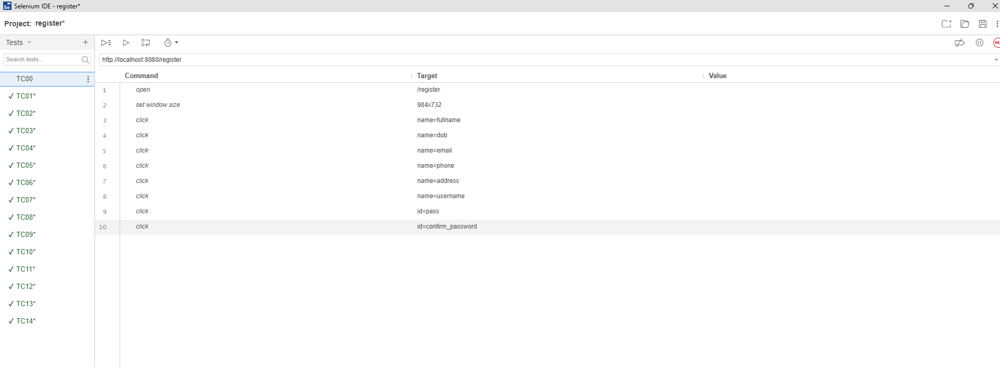 Selenium IDE - register*
Project: register*
Tests
Search tests...
http://localhost:8080/register
Command Target Value
TC00
✓ TC01*
✓ TC02*
✓ TC03*
✓ TC04*
✓ TC05*
✓ TC06*
✓ TC07*
✓ TC08*
✓ TC09*
✓ TC10*
✓ TC11*
✓ TC12*
✓ TC13*
✓ TC14*
1 open /register
2 set window size 984x732
3 click name=fullname
4 click name=dob
5 click name=email
6 click name=phone
7 click name=address
8 click name=username
9 click id=pass
10 click id=confirm_password